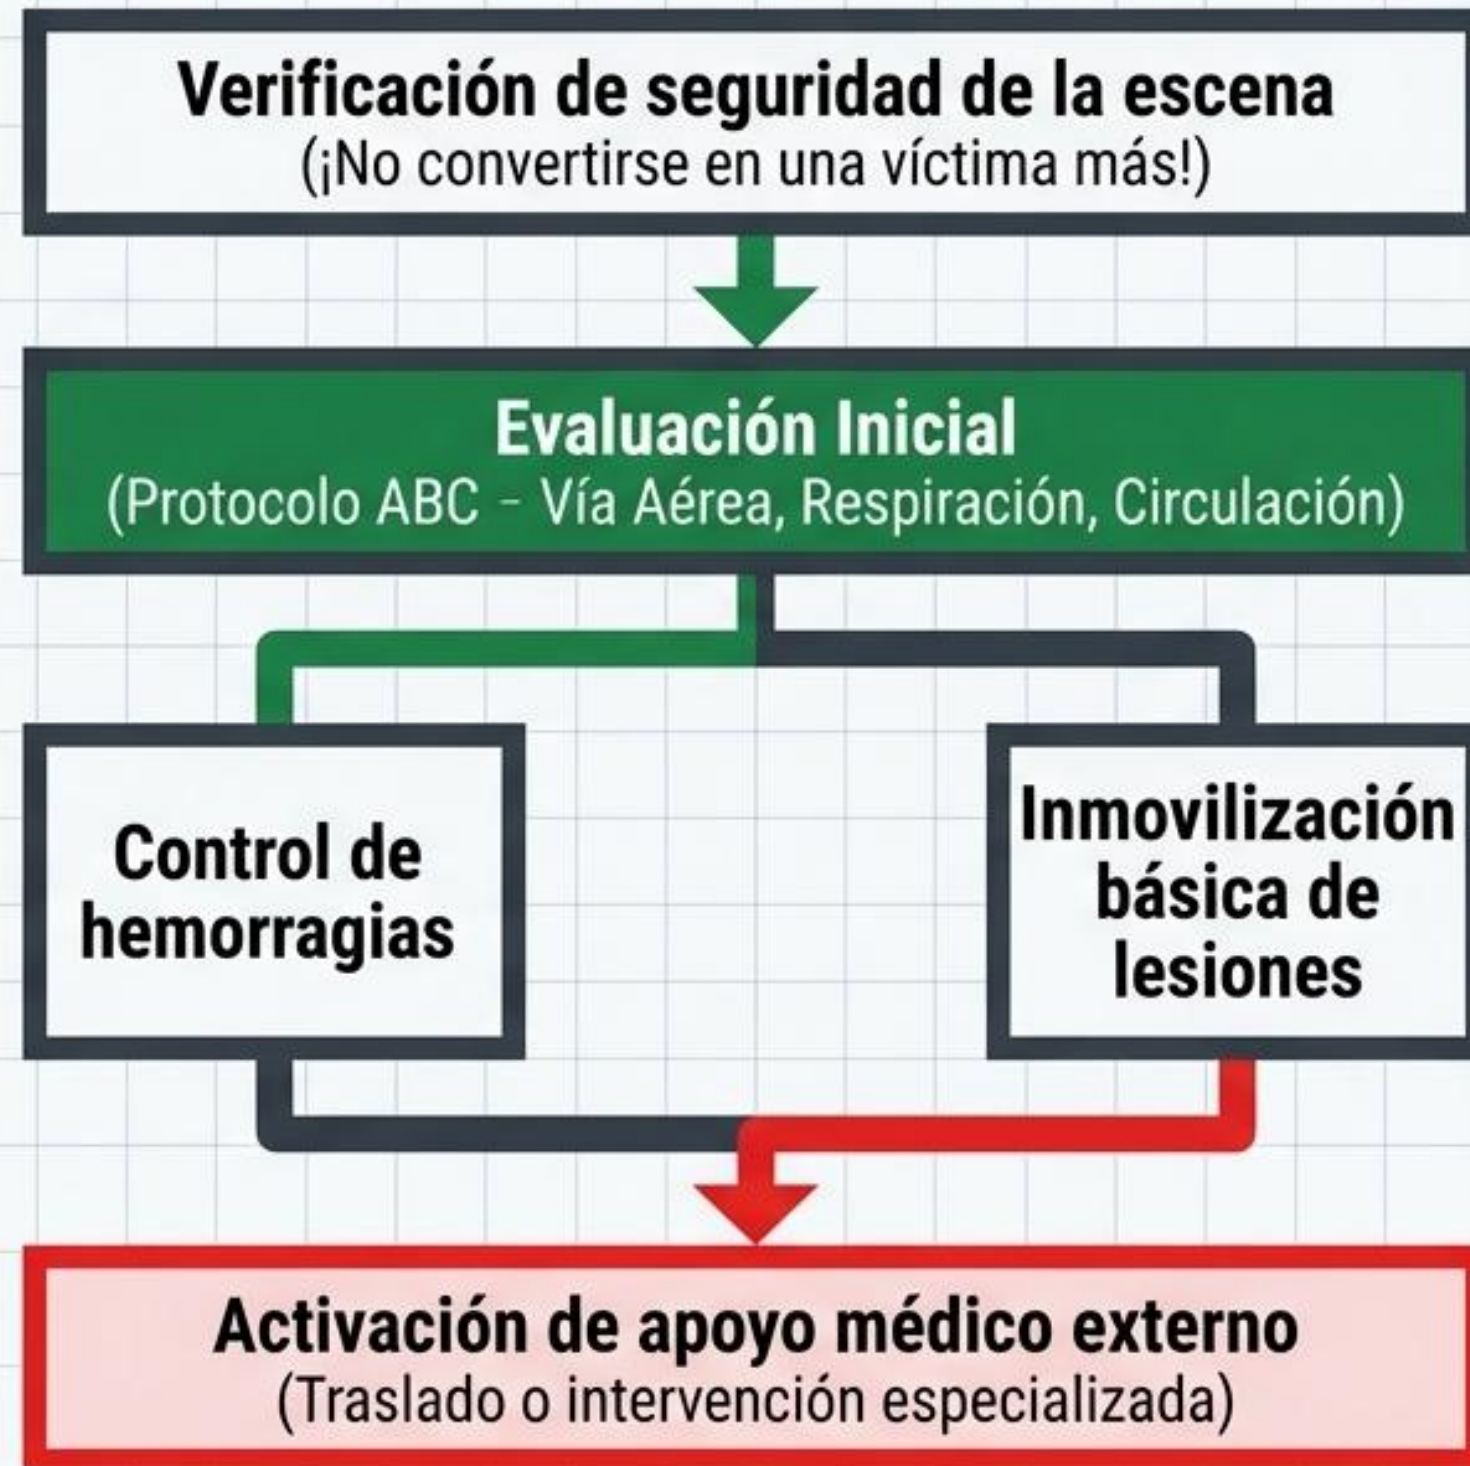 Verificación de seguridad de la escena
(¡No convertirse en una víctima más!)
Evaluación Inicial
(Protocolo ABC - Vía Aérea, Respiración, Circulación)
Control de
hemorragias
Inmovilización
básica de
lesiones
Activación de apoyo médico externo
(Traslado o intervención especializada)